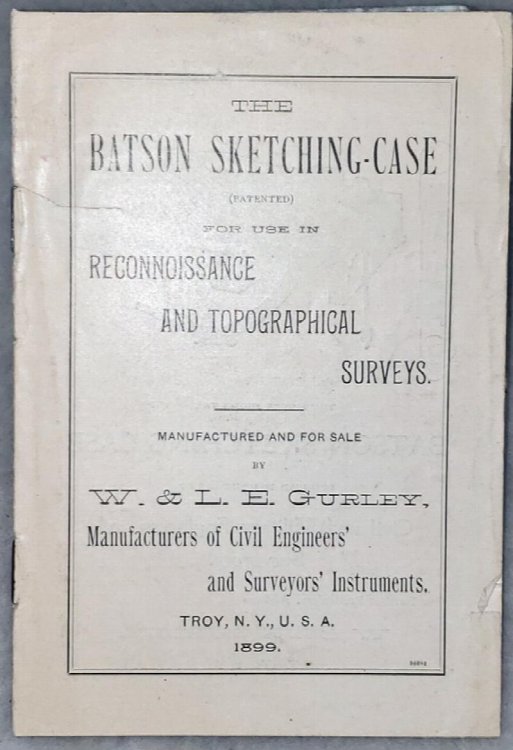 THE
BATSON SKETCHING-CASE
(PATENTED)
FOR USE IN
RECONNOISSANCE
AND TOPOGRAPHICAL
SURVEYS.
MANUFACTURED AND FOR SALE
BY
W. & L. E. GURLEY,
Manufacturers of Civil Engineers'
and Surveyors' Instruments.
TROY, N. Y., U. S. A.
1899.